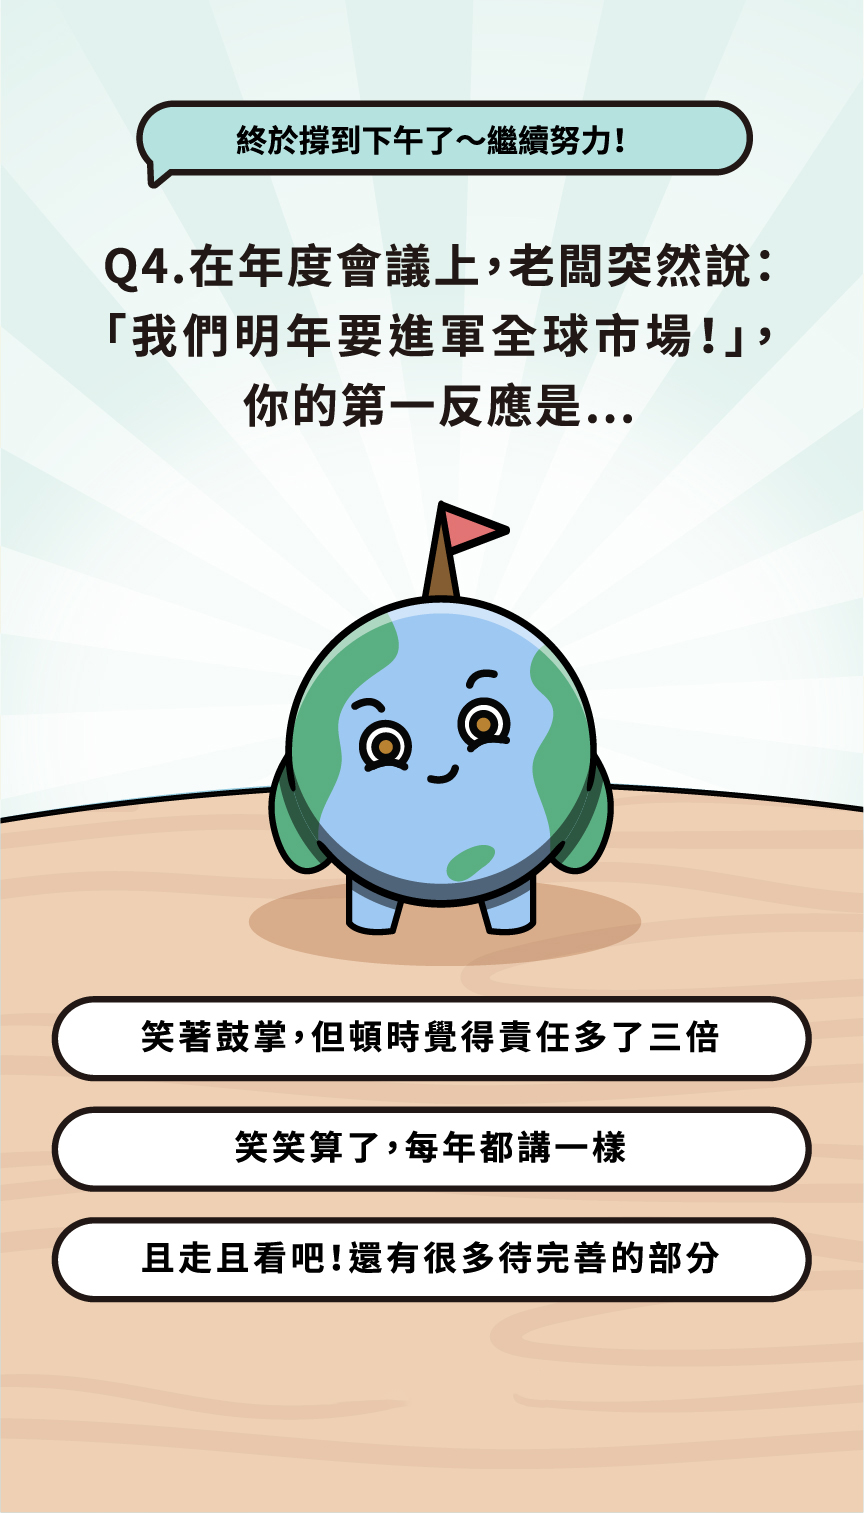 終於撐到下午了～繼續努力！
Q4.在年度會議上，老闆突然說：
「我們明年要進軍全球市場！」，
你的第一反應是...
笑著鼓掌，但頓時覺得責任多了三倍
笑笑算了，每年都講一樣
且走且看吧！還有很多待完善的部分